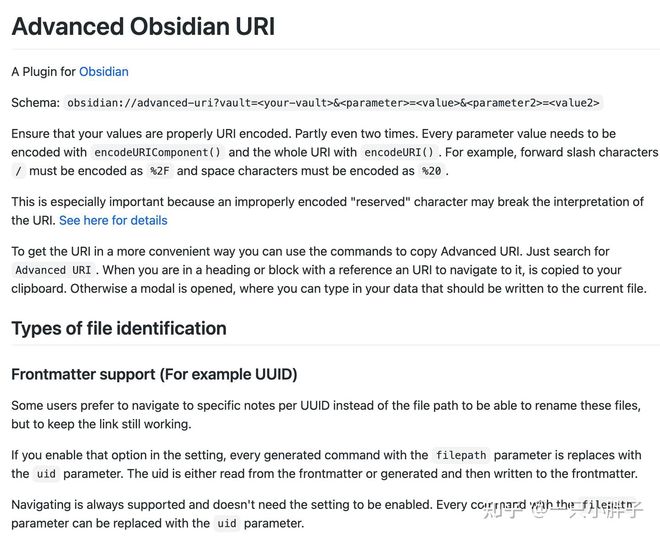 Advanced Obsidian URI
A Plugin for Obsidian
Schema: obsidian://advanced-uri?vault=<your-vault>&<parameter>=<value>&<parameter2>=<value2>
Ensure that your values are properly URI encoded. Partly even two times. Every parameter value needs to be
encoded with encodeURIComponent() and the whole URI with encodeURI(). For example, forward slash characters
/ must be encoded as %2F and space characters must be encoded as %20.
This is especially important because an improperly encoded "reserved" character may break the interpretation
of the URI. See here for details
To get the URI in a more convenient way you can use the commands to copy Advanced URI. Just search for
Advanced URI. When you are in a heading or block with a reference an URI to navigate to it, is copied to your
clipboard. Otherwise a modal is opened, where you can type in your data that should be written to the current file.
Types of file identification
Frontmatter support (For example UUID)
Some users prefer to navigate to specific notes per UUID instead of the file path to be able to rename these files,
but to keep the link still working.
If you enable that option in the setting, every generated command with the filepath parameter is replaces with
the uid parameter. The uid is either read from the frontmatter or generated and then written to the frontmatter.
Navigating is always supported and doesn't need the setting to be enabled. Every command with the filepath
parameter can be replaced with the uid parameter.
知乎 @一只小胖子